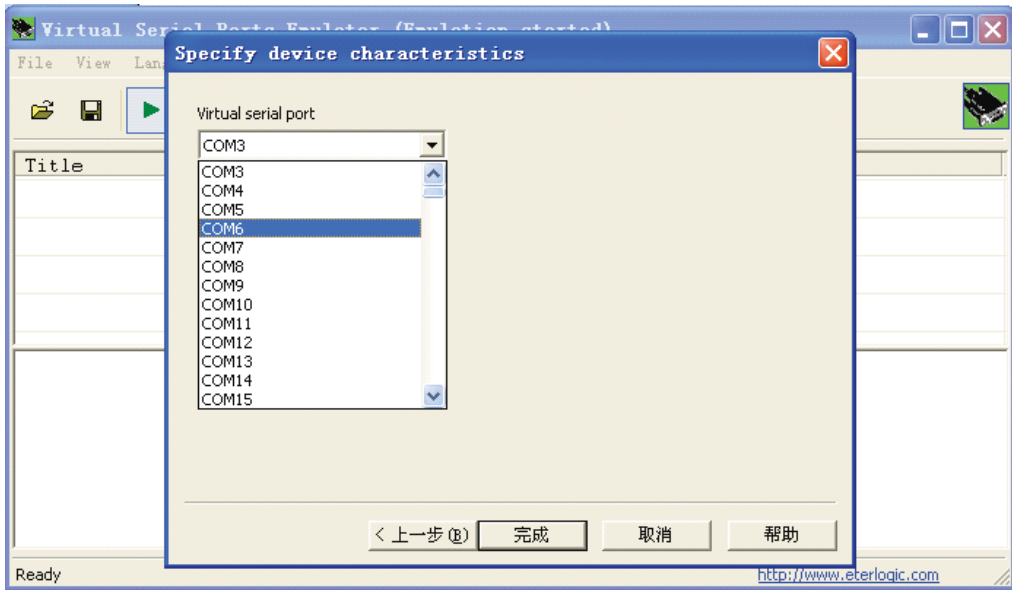 Virtual Serial Ports Emulator (Emulation started)
Specify device characteristics
File View Lan
Virtual serial port
COM3
Title
COM3
COM4
COM5
COM6
COM7
COM8
COM9
COM10
COM11
COM12
COM13
COM14
COM15
< 上一步(B) 完成 取消 帮助
Ready http://www.eterlogic.com